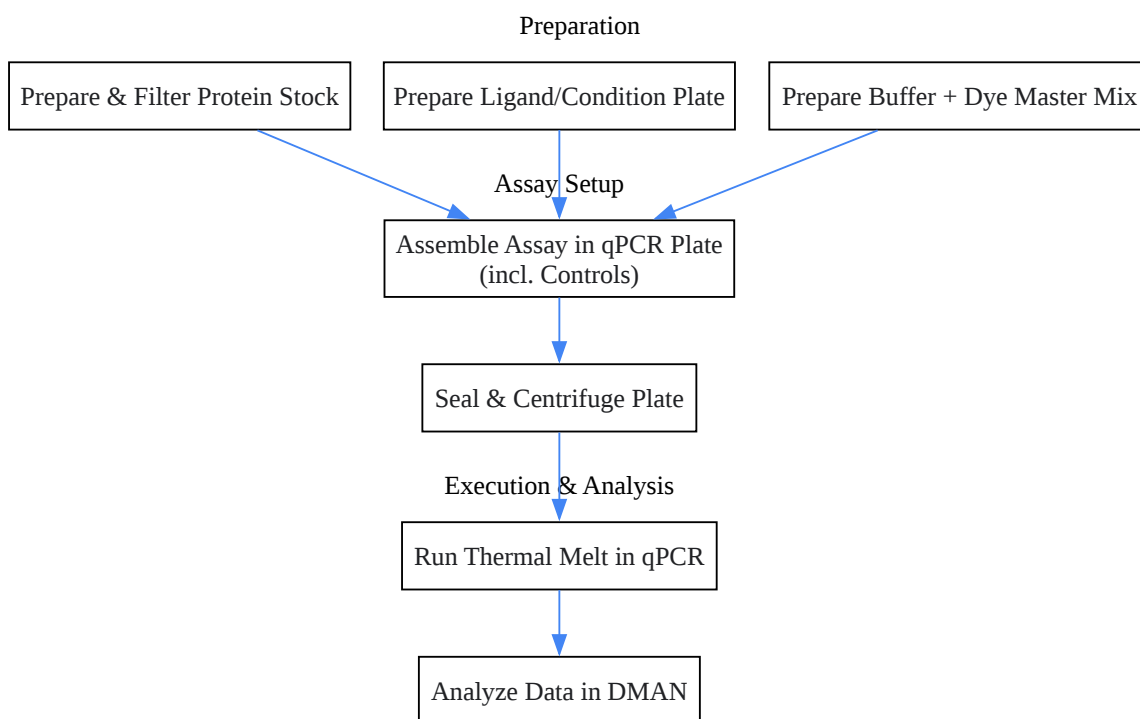 Preparation
Prepare & Filter Protein Stock
Prepare Ligand/Condition Plate
Prepare Buffer + Dye Master Mix
Assay Setup
Assemble Assay in qPCR Plate
(incl. Controls)
Seal & Centrifuge Plate
Execution & Analysis
Run Thermal Melt in qPCR
Analyze Data in DMAN